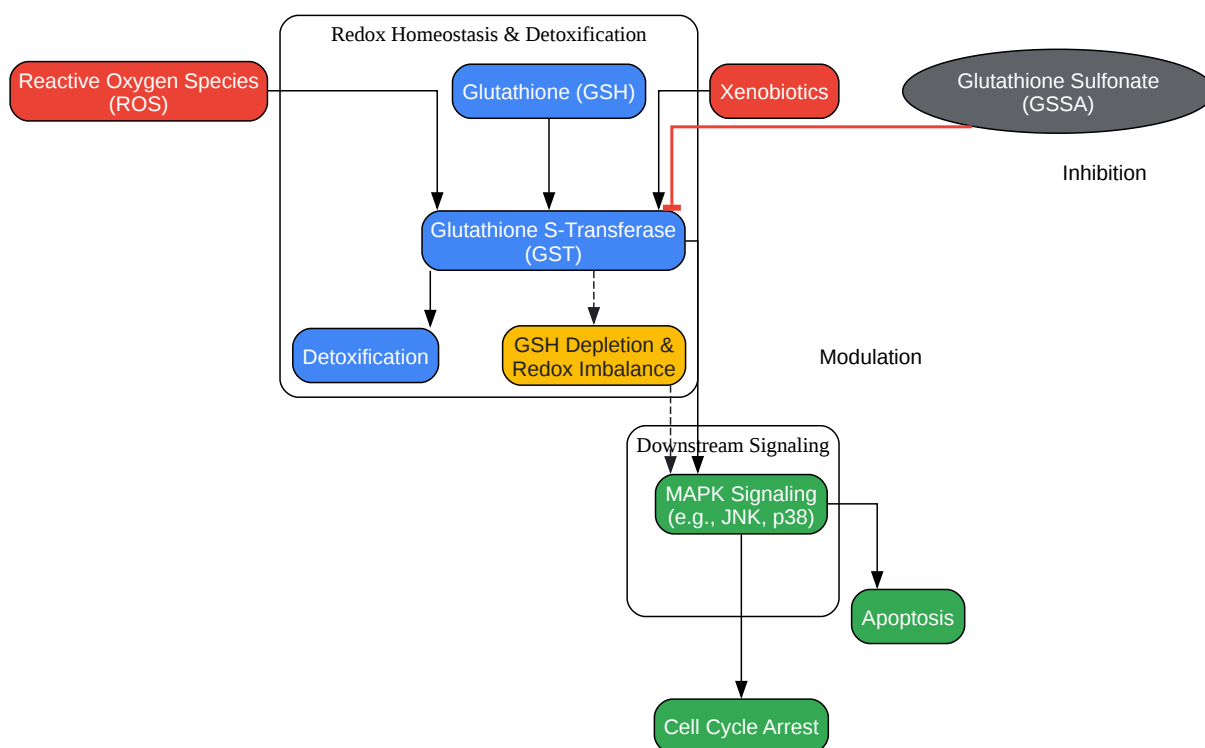 Redox Homeostasis & Detoxification
Reactive Oxygen Species
(ROS)
Glutathione (GSH)
Xenobiotics
Glutathione Sulfonate
(GSSA)
Inhibition
Glutathione S-Transferase
(GST)
Detoxification
GSH Depletion &
Redox Imbalance
Modulation
Downstream Signaling
MAPK Signaling
(e.g., JNK, p38)
Apoptosis
Cell Cycle Arrest